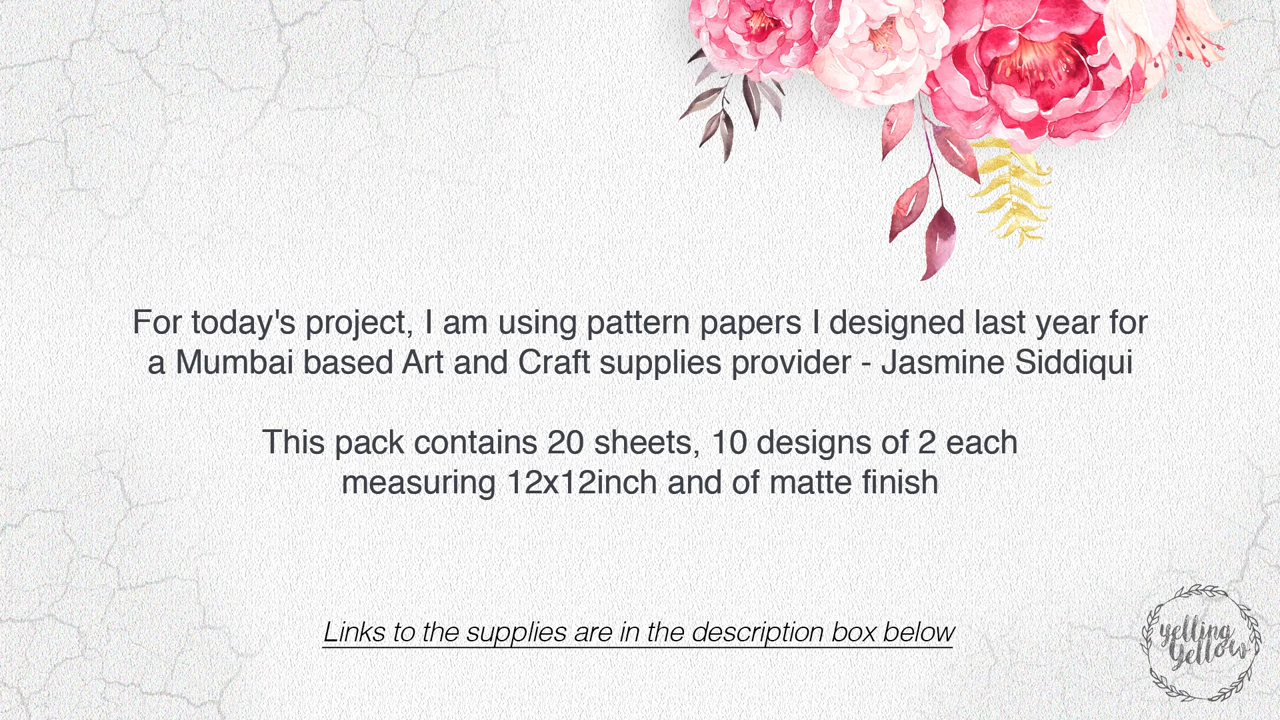 For today's project, I am using pattern papers I designed last year for
a Mumbai based Art and Craft supplies provider - Jasmine Siddiqui
This pack contains 20 sheets, 10 designs of 2 each
measuring 12x12inch and of matte finish
Links to the supplies are in the description box below
yelling
yellow